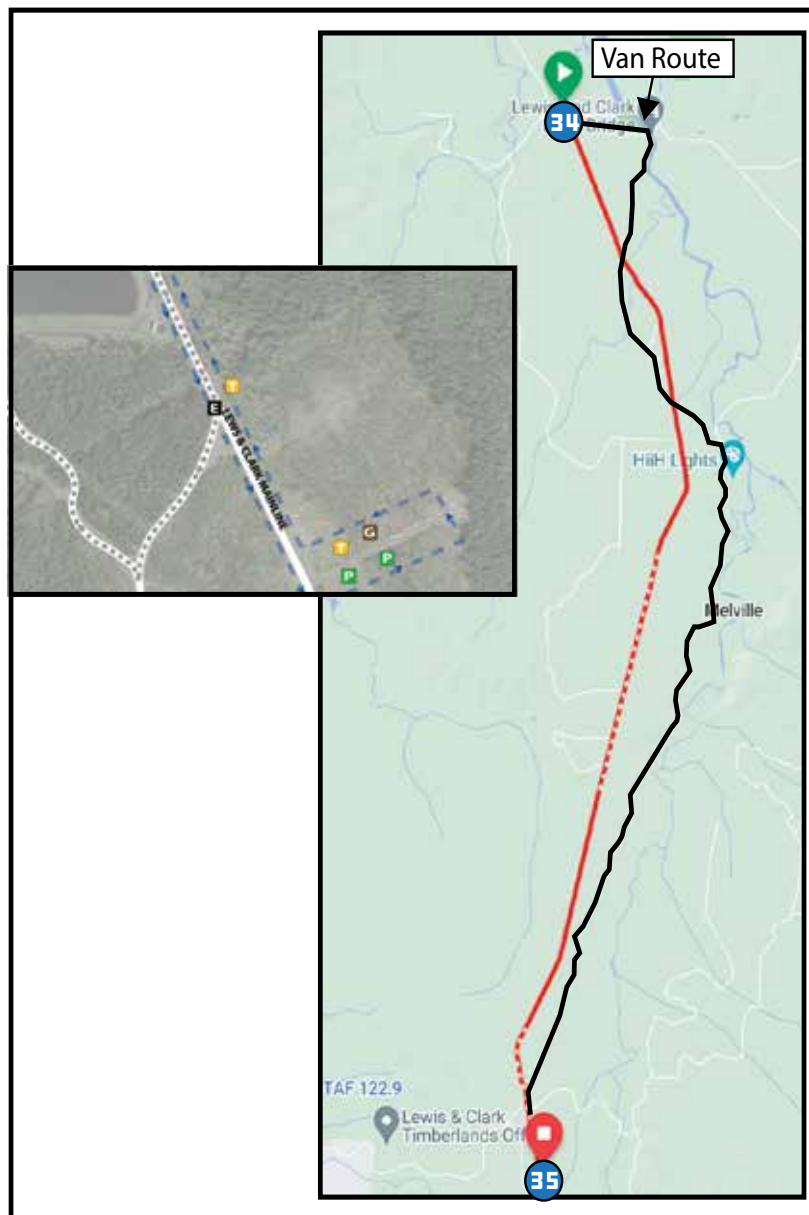 Van Route
Lewis and Clark
Bridge
34
T
E
LEWIS & CLARK MAINLINE
G
T
P
P
HiiH Lights
Melville
TAF 122.9
Lewis & Clark
Timberlands Off
35